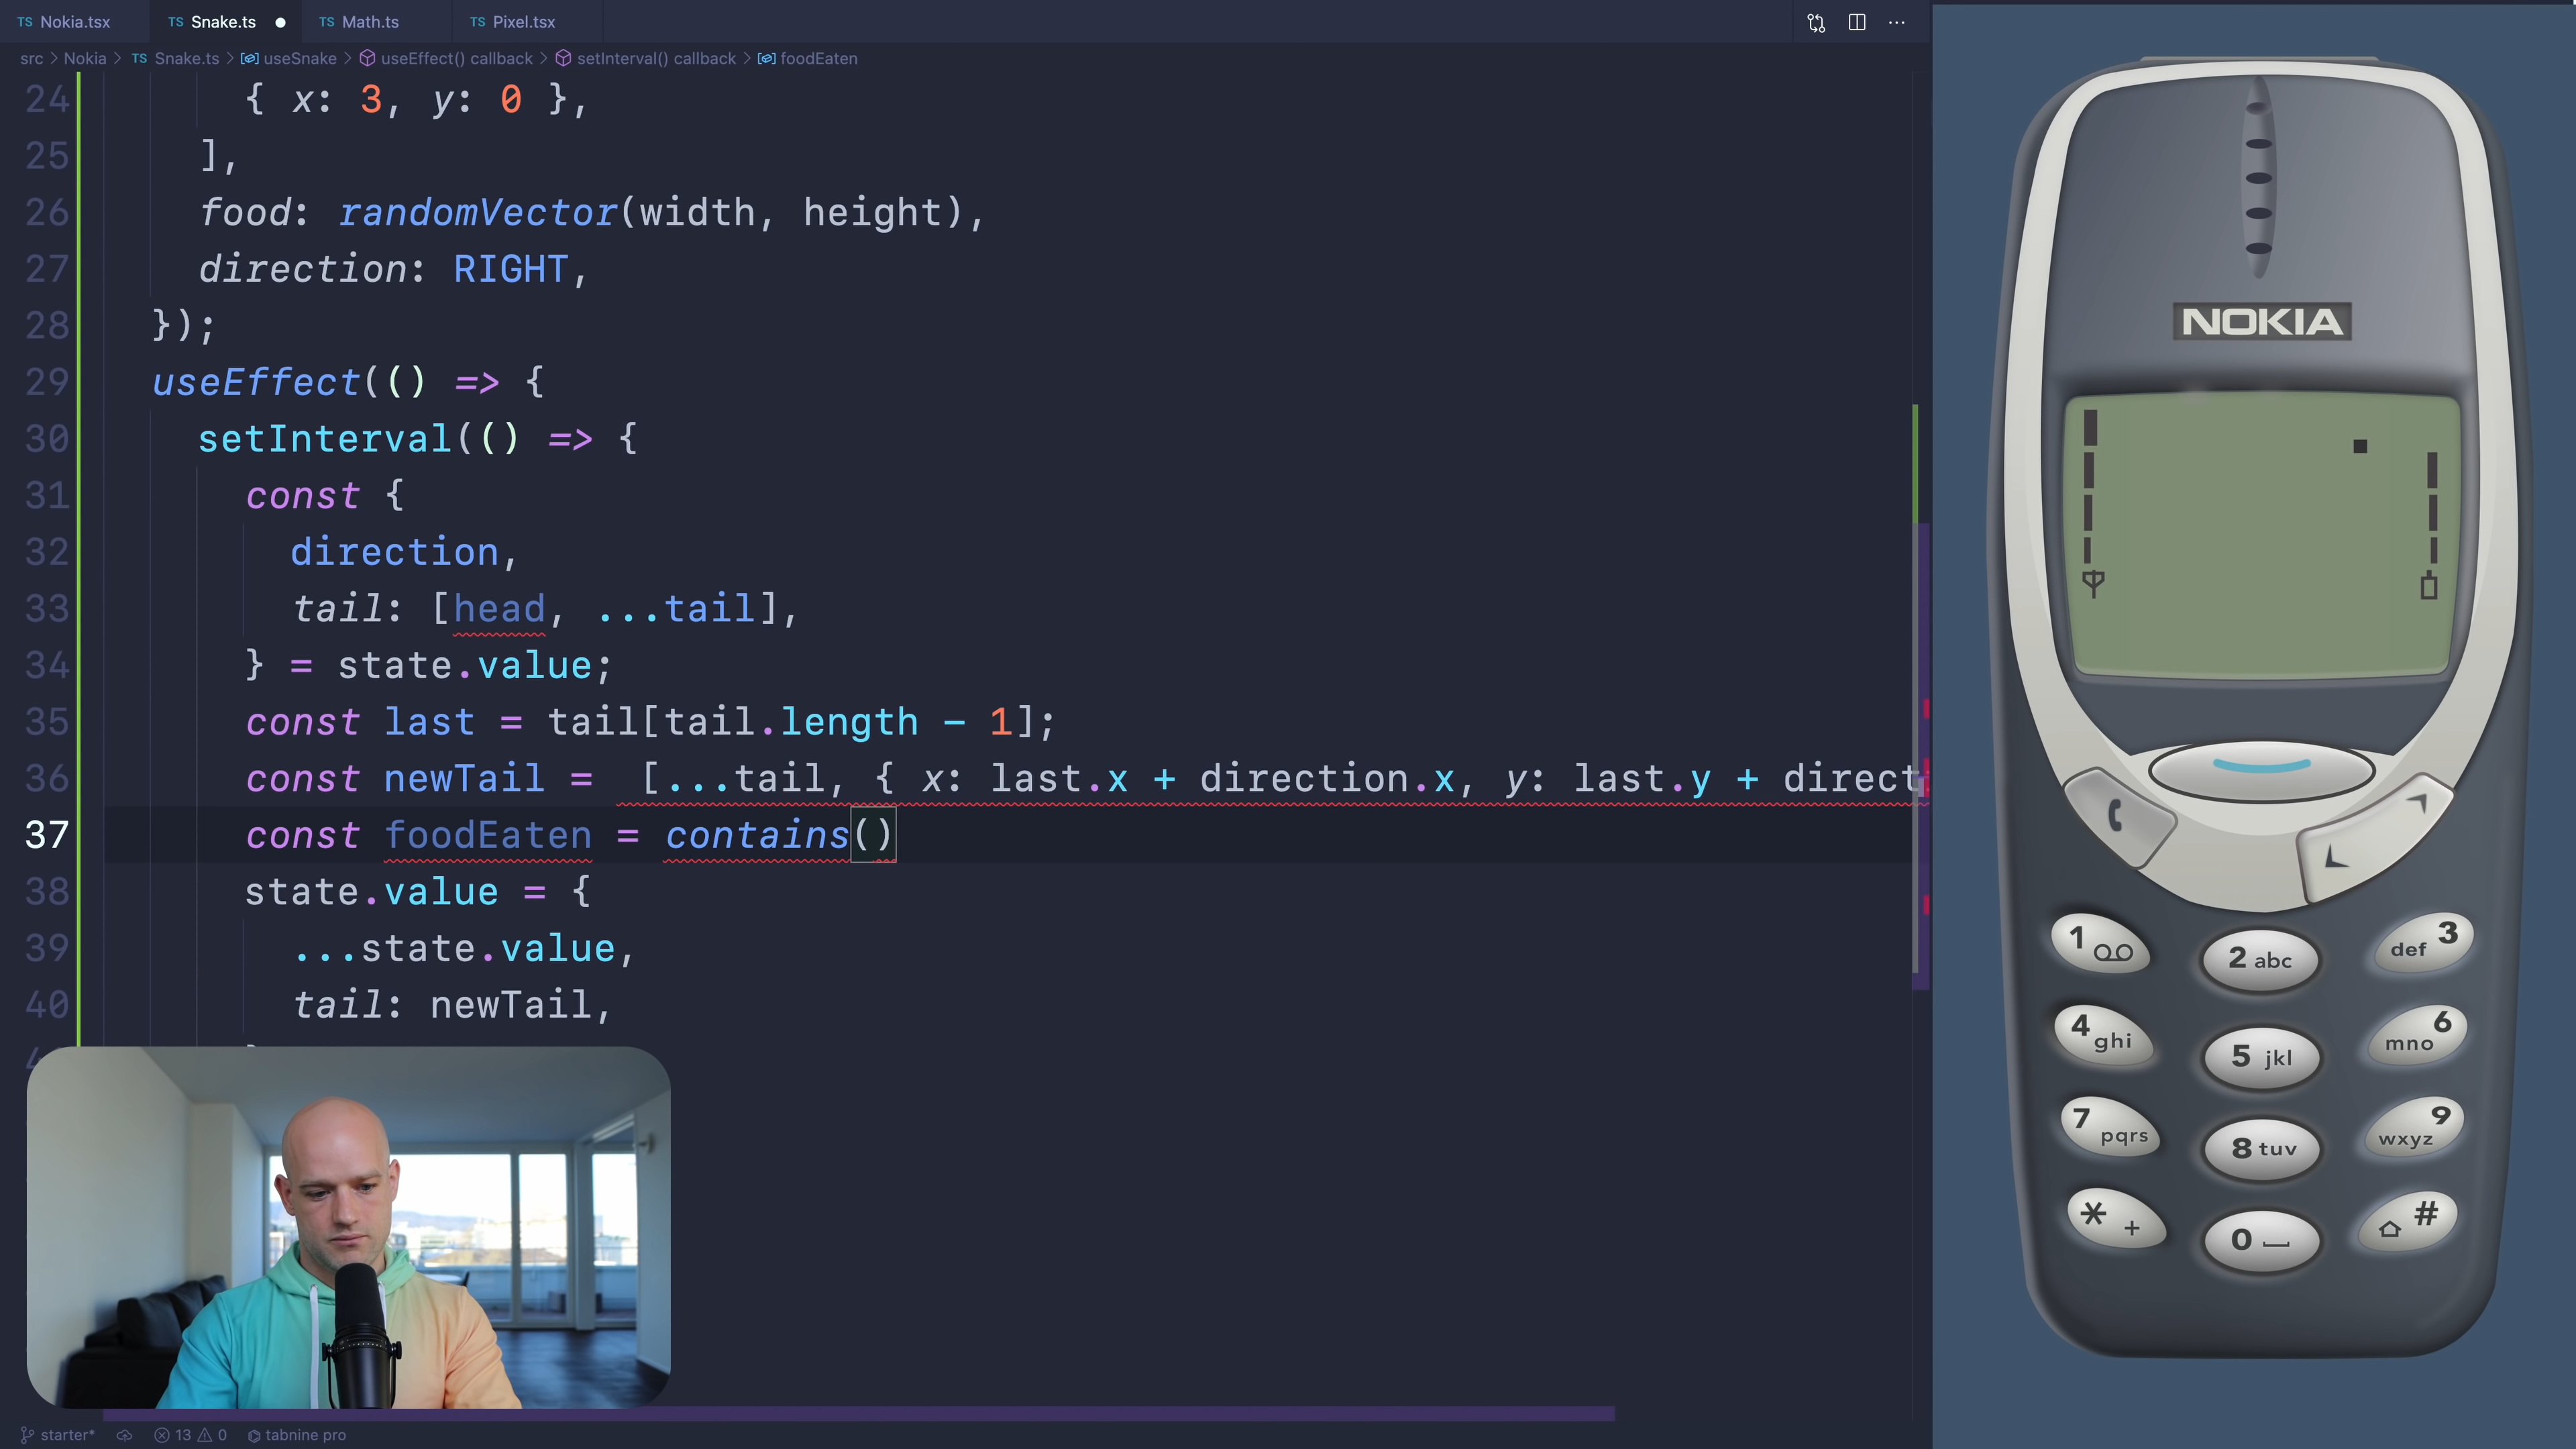 TS Nokia.tsx TS Snake.ts TS Math.ts TS Pixel.tsx
src > Nokia > TS Snake.ts > useSnake > useEffect() callback > setInterval() callback > foodEaten
24 { x: 3, y: 0 },
25 ],
26 food: randomVector(width, height),
27 direction: RIGHT,
28 });
29 useEffect(() => {
30 setInterval(() => {
31 const {
32 direction,
33 tail: [head, ...tail],
34 } = state.value;
35 const last = tail[tail.length - 1];
36 const newTail = [...tail, { x: last.x + direction.x, y: last.y + direct
37 const foodEaten = contains()
38 state.value = {
39 ...state.value,
40 tail: newTail,
starter* 13 0 tabnine pro
NOKIA
1 2 abc def 3
4 ghi 5 jkl mno 6
7 pqrs 8 tuv wxyz 9
* + 0 #